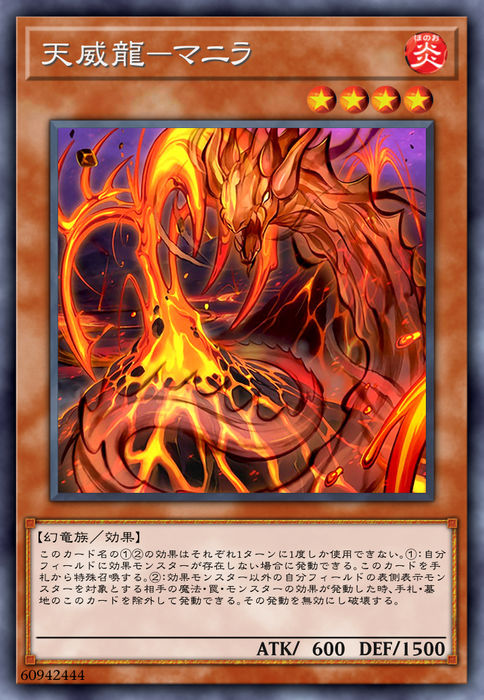 天威龍－マニラ
ほのお
炎
【幻竜族／効果】
このカード名の①②の効果はそれぞれ1ターンに1度しか使用できない。①：自分
フィールドに効果モンスターが存在しない場合に発動できる。このカードを手
札から特殊召喚する。②：効果モンスター以外の自分フィールドの表側表示モン
スターを対象とする相手の魔法・罠・モンスターの効果が発動した時、手札・墓
地のこのカードを除外して発動できる。その発動を無効にし破壊する。
ATK/ 600 DEF/1500
60942444